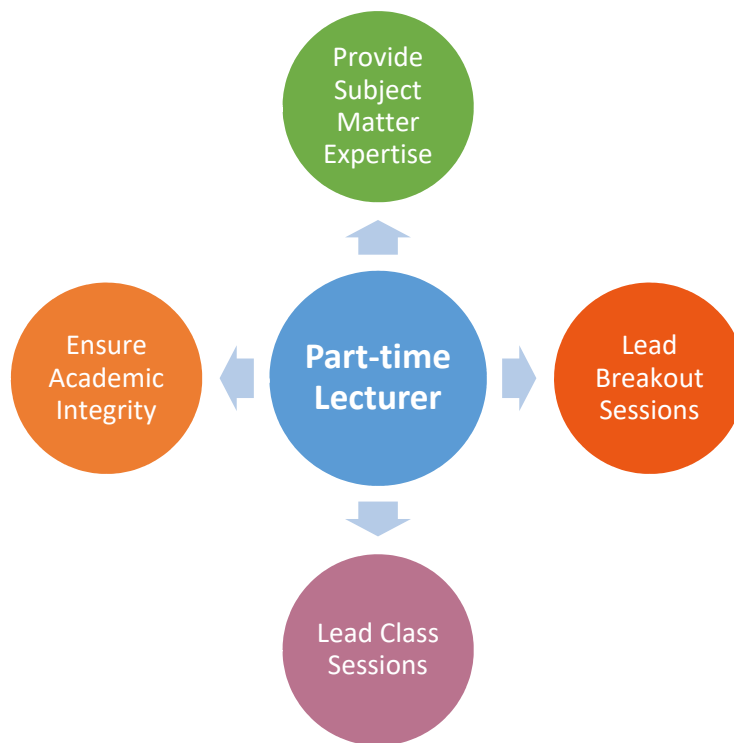 Provide
Subject
Matter
Expertise
Ensure
Academic
Integrity
Part-time
Lecturer
Lead
Breakout
Sessions
Lead Class
Sessions